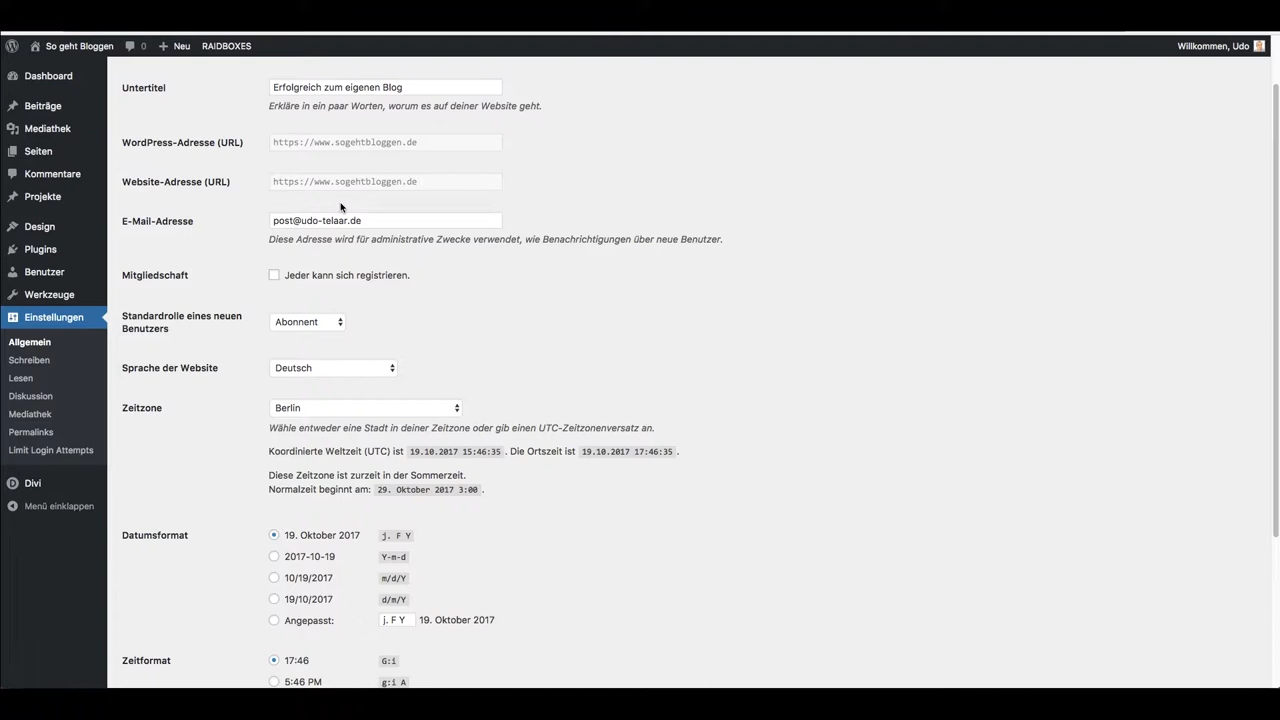 So geht Bloggen 0 Neu RAIDBOXES Willkommen, Udo
Dashboard
Beiträge
Mediathek
Seiten
Kommentare
Projekte
Design
Plugins
Benutzer
Werkzeuge
Einstellungen
Allgemein
Schreiben
Lesen
Diskussion
Mediathek
Permalinks
Limit Login Attempts
Divi
Menü einklappen
Untertitel Erfolgreich zum eigenen Blog
Erkläre in ein paar Worten, worum es auf deiner Website geht.
WordPress-Adresse (URL) https://www.sogehtbloggen.de
Website-Adresse (URL) https://www.sogehtbloggen.de
E-Mail-Adresse post@udo-telaar.de
Diese Adresse wird für administrative Zwecke verwendet, wie Benachrichtigungen über neue Benutzer.
Mitgliedschaft Jeder kann sich registrieren.
Standardrolle eines neuen
Benutzers Abonnent
Sprache der Website Deutsch
Zeitzone Berlin
Wähle entweder eine Stadt in deiner Zeitzone oder gib einen UTC-Zeitzonenversatz an.
Koordinierte Weltzeit (UTC) ist 19.10.2017 15:46:35 . Die Ortszeit ist 19.10.2017 17:46:35 .
Diese Zeitzone ist zurzeit in der Sommerzeit.
Normalzeit beginnt am: 29. Oktober 2017 3:00 .
Datumsformat 19. Oktober 2017 j. F Y
2017-10-19 Y-m-d
10/19/2017 m/d/Y
19/10/2017 d/m/Y
Angepasst: j. F Y 19. Oktober 2017
Zeitformat 17:46 G:i
5:46 PM g:i A